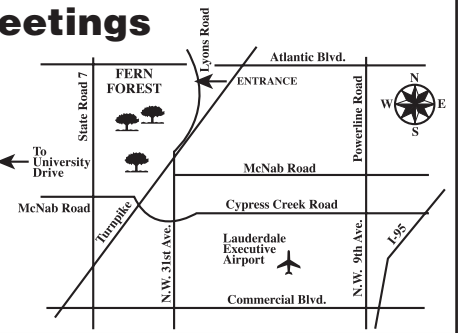 eetings
Lyons Road
Atlantic Blvd.
State Road 7
FERN
FOREST
ENTRANCE
Powerline Road
N
W
E
S
To
University
Drive
McNab Road
McNab Road
Cypress Creek Road
Turnpike
N.W. 31st Ave.
Lauderdale
Executive
Airport
N.W. 9th Ave.
I-95
Commercial Blvd.